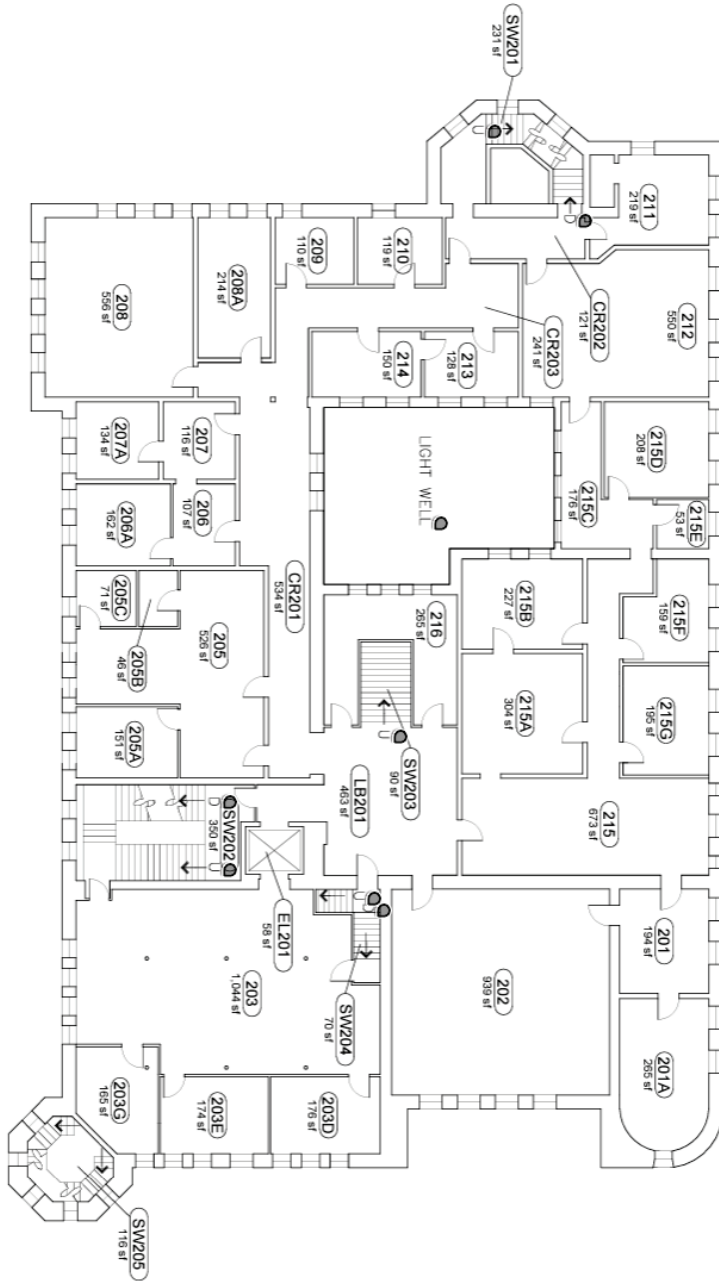 SW201
231 sf
211
219 sf
CR202
121 sf
212
550 sf
210
119 sf
209
110 sf
208A
214 sf
208
556 sf
CR203
241 sf
213
128 sf
214
150 sf
207A
134 sf
207
116 sf
206A
162 sf
206
107 sf
215D
208 sf
215C
176 sf
215E
53 sf
LIGHT WELL
CR201
534 sf
205C
71 sf
205B
46 sf
205
526 sf
205A
151 sf
216
265 sf
215B
227 sf
215A
304 sf
215F
159 sf
215G
195 sf
SW203
90 sf
LB201
463 sf
215
673 sf
SW202
350 sf
EL201
58 sf
203
1,044 sf
SW204
70 sf
202
939 sf
201
194 sf
201A
265 sf
203G
165 sf
203E
174 sf
203D
176 sf
SW205
116 sf
U
D
U
D
U
U